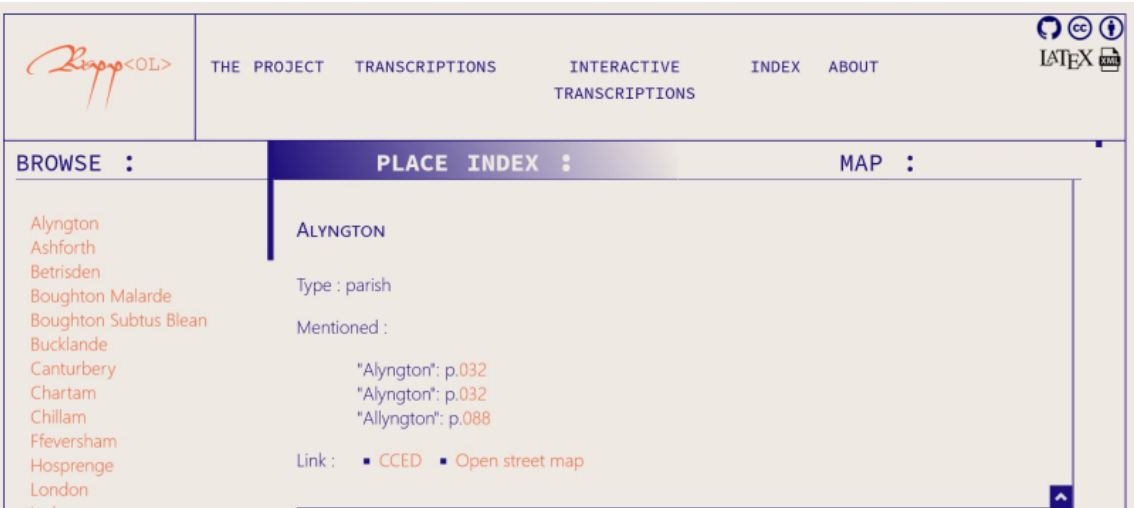 Rapp<OL>
THE PROJECT
TRANSCRIPTIONS
INTERACTIVE
TRANSCRIPTIONS
INDEX
ABOUT
cc
LATEX XML
BROWSE :
PLACE INDEX :
MAP :
Alyngton
Ashforth
Betrisden
Boughton Malarde
Boughton Subtus Blean
Bucklande
Canturbery
Chartam
Chillam
Ffeversham
Hosprenge
London
ALYNGTON
Type : parish
Mentioned :
"Alyngton": p.032
"Alyngton": p.032
"Allyngton": p.088
Link : ▪ CCED ▪ Open street map